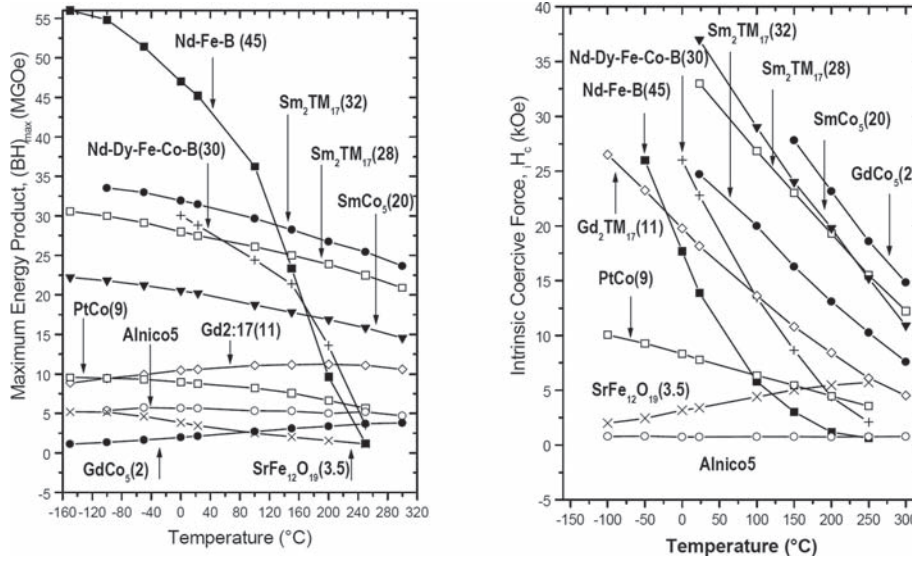 Maximum Energy Product, (BH)max (MGOe)
55
50
45
40
35
30
25
20
15
10
5
0
-5
Nd-Fe-B (45)
Sm2TM17(32)
Nd-Dy-Fe-Co-B(30)
Sm2TM17(28)
SmCo5(20)
PtCo(9)
Alnico5
Gd2:17(11)
GdCo5(2)
SrFe12O19(3.5)
-160 -120 -80 -40 0 40 80 120 160 200 240 280 320
Temperature (°C)
Intrinsic Coercive Force, iHc (kOe)
40
35
30
25
20
15
10
5
0
-5
Sm2TM17(32)
Nd-Dy-Fe-Co-B(30)
Nd-Fe-B(45)
Sm2TM17(28)
SmCo5(20)
GdCo5(2
Gd2TM17(11)
PtCo(9)
SrFe12O19(3.5)
Alnico5
-150 -100 -50 0 50 100 150 200 250 300
Temperature (°C)